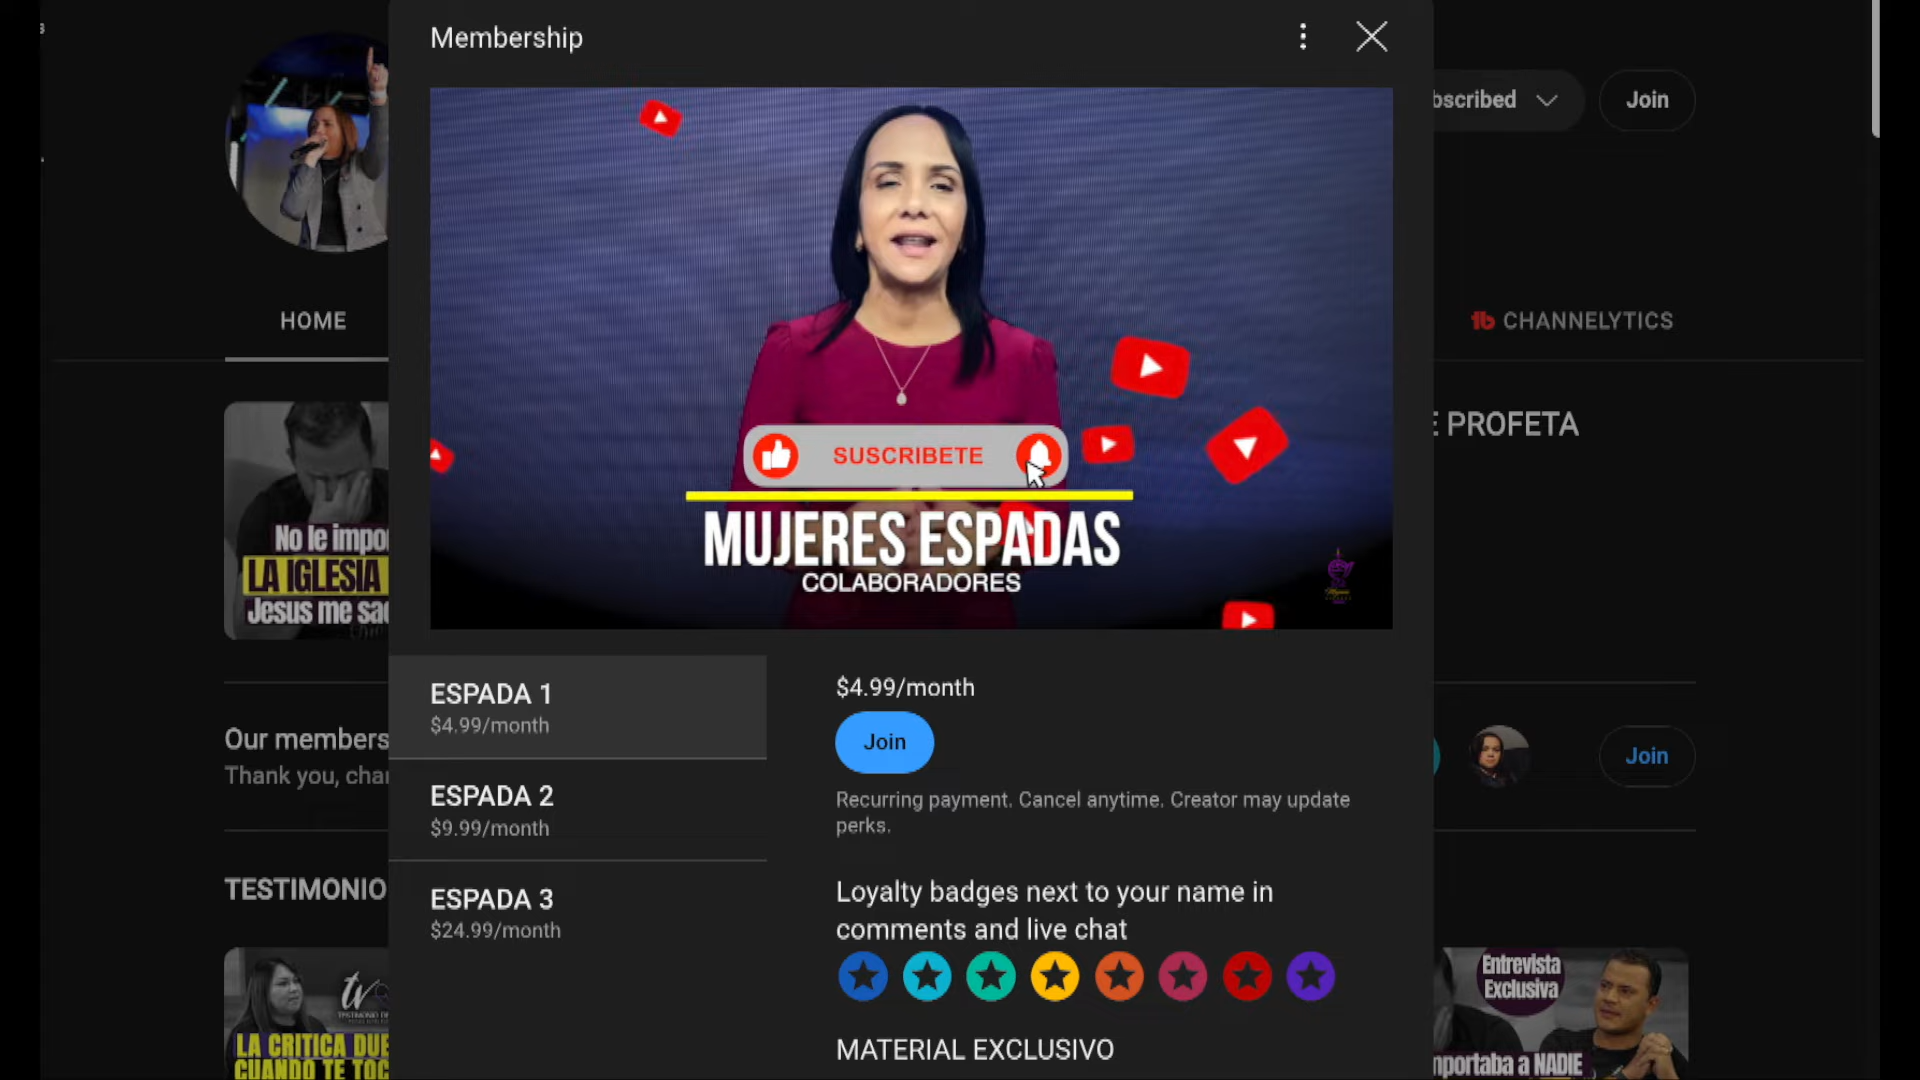 Membership
bscribed
Join
HOME
CHANNELYTICS
SUSCRIBETE
MUJERES ESPADAS
COLABORADORES
E PROFETA
No le impo
LA IGLESIA
Jesus me sa
ESPADA 1
$4.99/month
ESPADA 2
$9.99/month
ESPADA 3
$24.99/month
$4.99/month
Join
Recurring payment. Cancel anytime. Creator may update
perks.
Loyalty badges next to your name in
comments and live chat
MATERIAL EXCLUSIVO
Our members
Thank you, cha
Join
TESTIMONIO
tv
LA CRITICA DUE
CUANDO TE TOC
Entrevista
Exclusiva
mportaba a NADIE